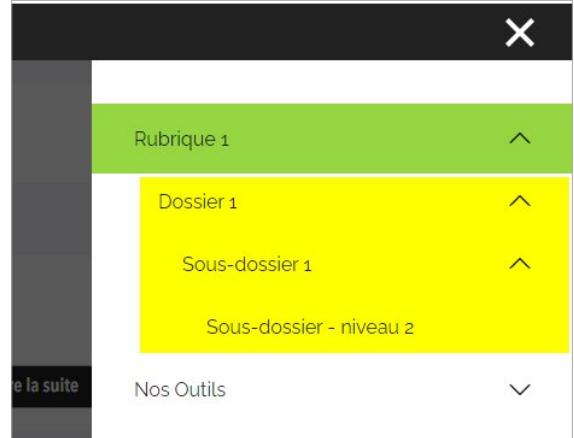 Rubrique 1
Dossier 1
Sous-dossier 1
Sous-dossier - niveau 2
e la suite
Nos Outils